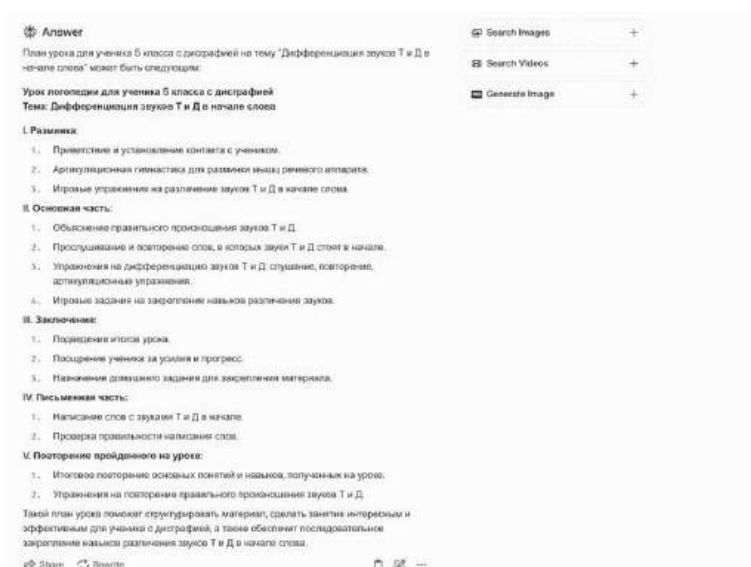 Answer
План урока для ученика 5 класса с дисграфией на тему "Дифференциация звуков Т и Д в
начале слова" может быть следующим:
Урок логопедии для ученика 5 класса с дисграфией
Тема: Дифференциация звуков Т и Д в начале слова
I. Разминка:
1. Приветствие и установление контакта с учеником.
2. Артикуляционная гимнастика для разминки мышц речевого аппарата.
3. Игровые упражнения на различение звуков Т и Д в начале слова.
II. Основная часть:
1. Объяснение правильного произношения звуков Т и Д.
2. Прослушивание и повторение слов, в которых звуки Т и Д стоят в начале.
3. Упражнения на дифференциацию звуков Т и Д: слушание, повторение,
артикуляционные упражнения.
4. Игровые задания на закрепление навыков различения звуков.
III. Заключение:
1. Подведение итогов урока.
2. Поощрение ученика за усилия и прогресс.
3. Назначение домашнего задания для закрепления материала.
IV. Письменная часть:
1. Написание слов с звуками Т и Д в начале.
2. Проверка правильности написания слов.
V. Повторение пройденного на уроке:
1. Итоговое повторение основных понятий и навыков, полученных на уроке.
2. Упражнения на повторение правильного произношения звуков Т и Д.
Такой план урока поможет структурировать материал, сделать занятие интересным и
эффективным для ученика с дисграфией, а также обеспечит последовательное
закрепление навыков различения звуков Т и Д в начале слова.
Share Rewrite
Search Images
Search Videos
Generate Image